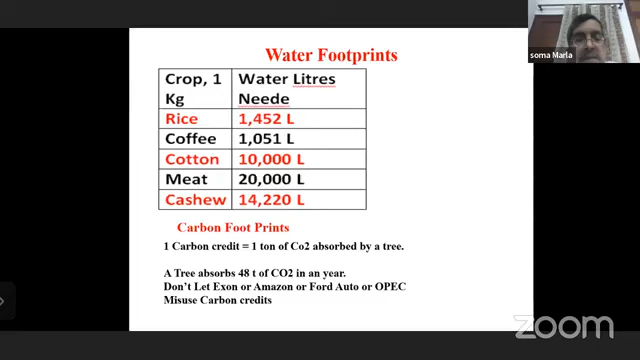 Water Footprints
Crop, 1 Kg
Water Litres Neede
Rice 1,452 L
Coffee 1,051 L
Cotton 10,000 L
Meat 20,000 L
Cashew 14,220 L
Carbon Foot Prints
1 Carbon credit = 1 ton of Co2 absorbed by a tree.
A Tree absorbs 48 t of CO2 in an year.
Don't Let Exon or Amazon or Ford Auto or OPEC
Misuse Carbon credits
soma Marla
zoom